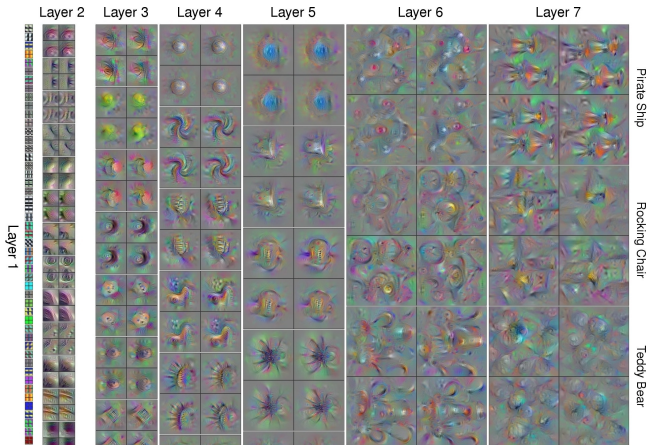 Layer 2 Layer 3 Layer 4 Layer 5 Layer 6 Layer 7
Layer 1
Pirate Ship
Rocking Chair
Teddy Bear